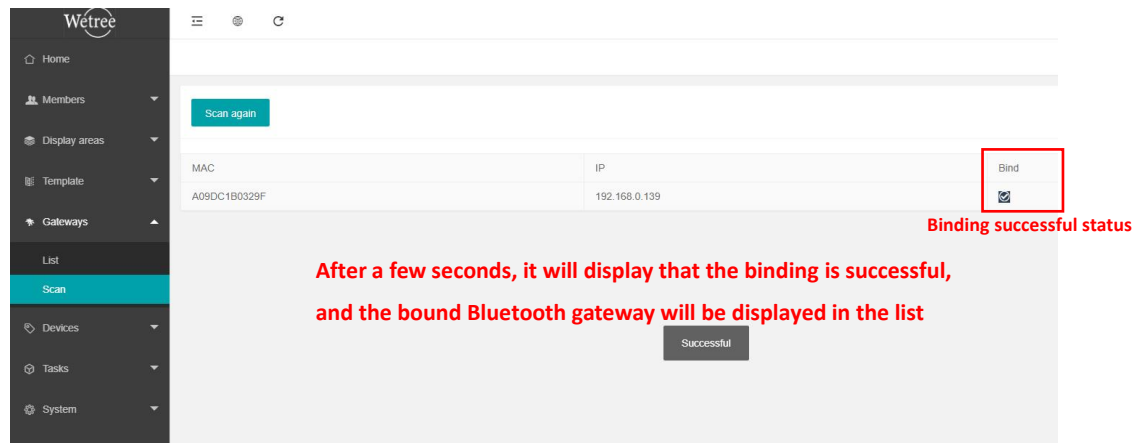 Wetree
Home
Members
Display areas
Template
Gateways
List
Scan
Devices
Tasks
System
Scan again
MAC IP Bind
A09DC1B0329F 192.168.0.139
Binding successful status
After a few seconds, it will display that the binding is successful,
and the bound Bluetooth gateway will be displayed in the list
Successful